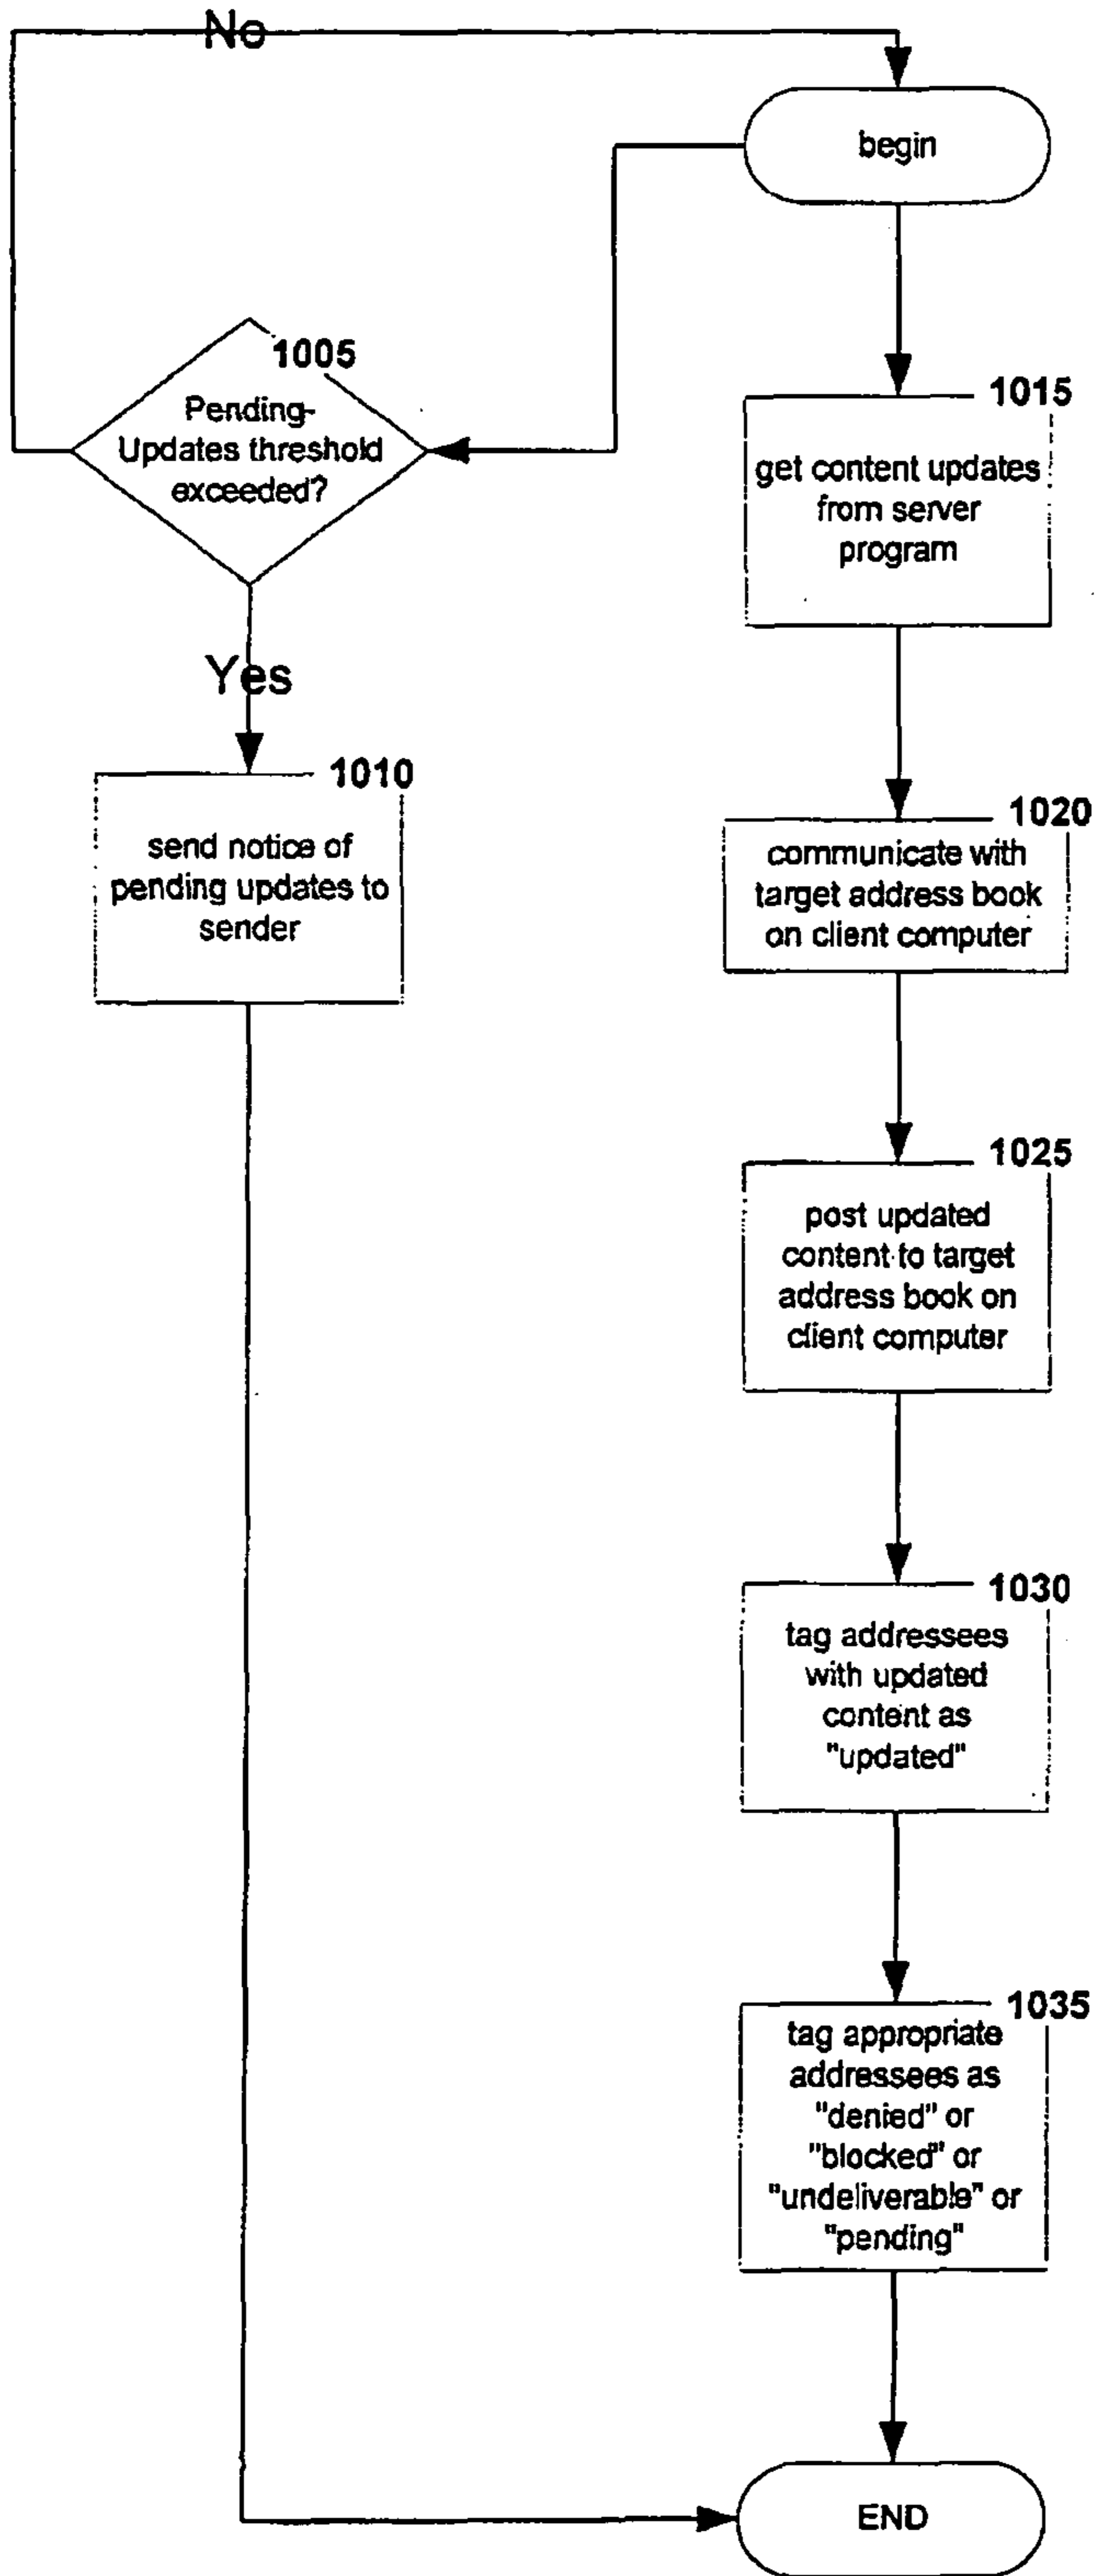 No
begin
1005
Pending-
Updates threshold
exceeded?
Yes
1010
send notice of
pending updates to
sender
1015
get content updates
from server
program
1020
communicate with
target address book
on client computer
1025
post updated
content to target
address book on
client computer
1030
tag addressees
with updated
content as
"updated"
1035
tag appropriate
addressees as
"denied" or
"blocked" or
"undeliverable" or
"pending"
END